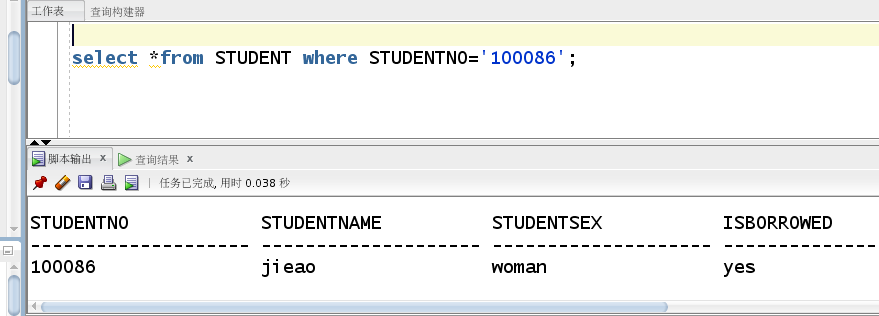 工作表 查询构建器
select *from STUDENT where STUDENTNO='100086';
脚本输出 x 查询结果 x
任务已完成, 用时 0.038 秒
STUDENTNO STUDENTNAME STUDENTSEX ISBORROWED
-------------------- -------------------- -------------------- --------------
100086 jieao woman yes